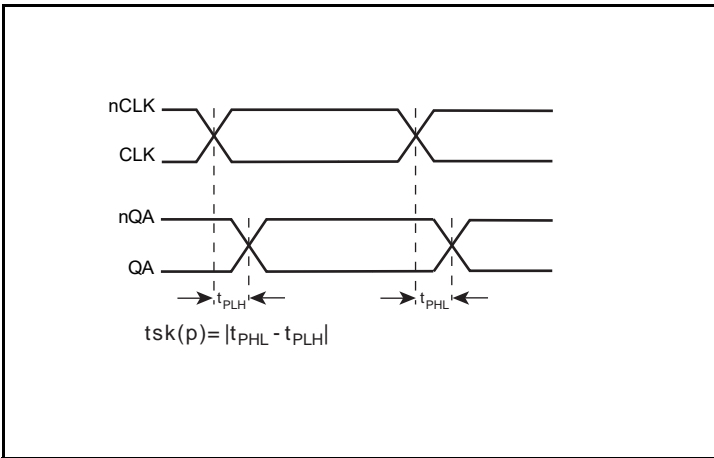 nCLK
CLK
nQA
QA
tPLH tPHL
tsk(p)= |tPHL - tPLH|